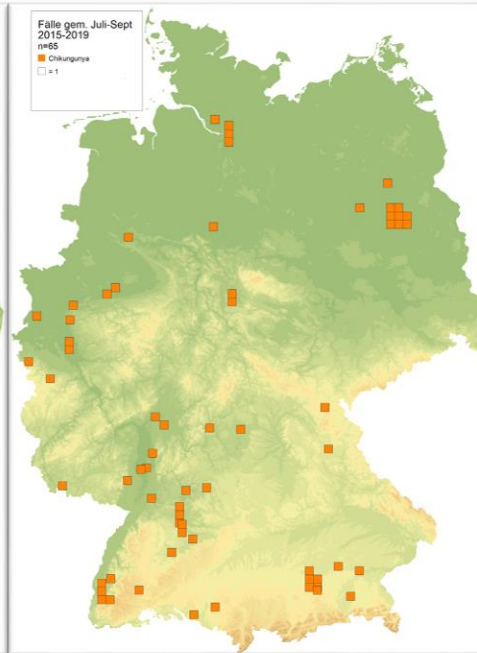 Fälle gem. Juli-Sept
2015-2019
n=65
Chikungunya
= 1